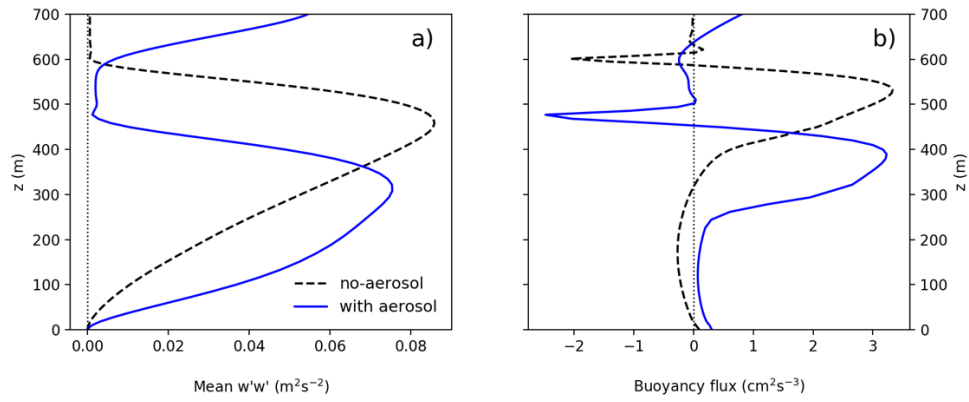 a)
700
600
500
400
300
200
100
0
z (m)
0.00 0.02 0.04 0.06 0.08
Mean w'w' (m²s⁻²)
no-aerosol
with aerosol
b)
700
600
500
400
300
200
100
0
z (m)
−2 −1 0 1 2 3
Buoyancy flux (cm²s⁻³)